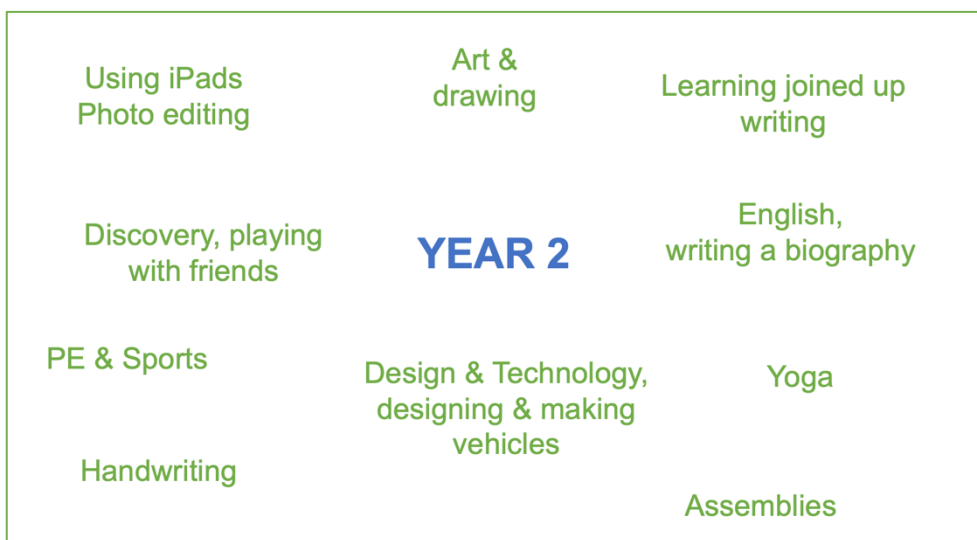 Using iPads
Photo editing
Art &
drawing
Learning joined up
writing
Discovery, playing
with friends
YEAR 2
English,
writing a biography
PE & Sports
Design & Technology,
designing & making
vehicles
Yoga
Handwriting
Assemblies